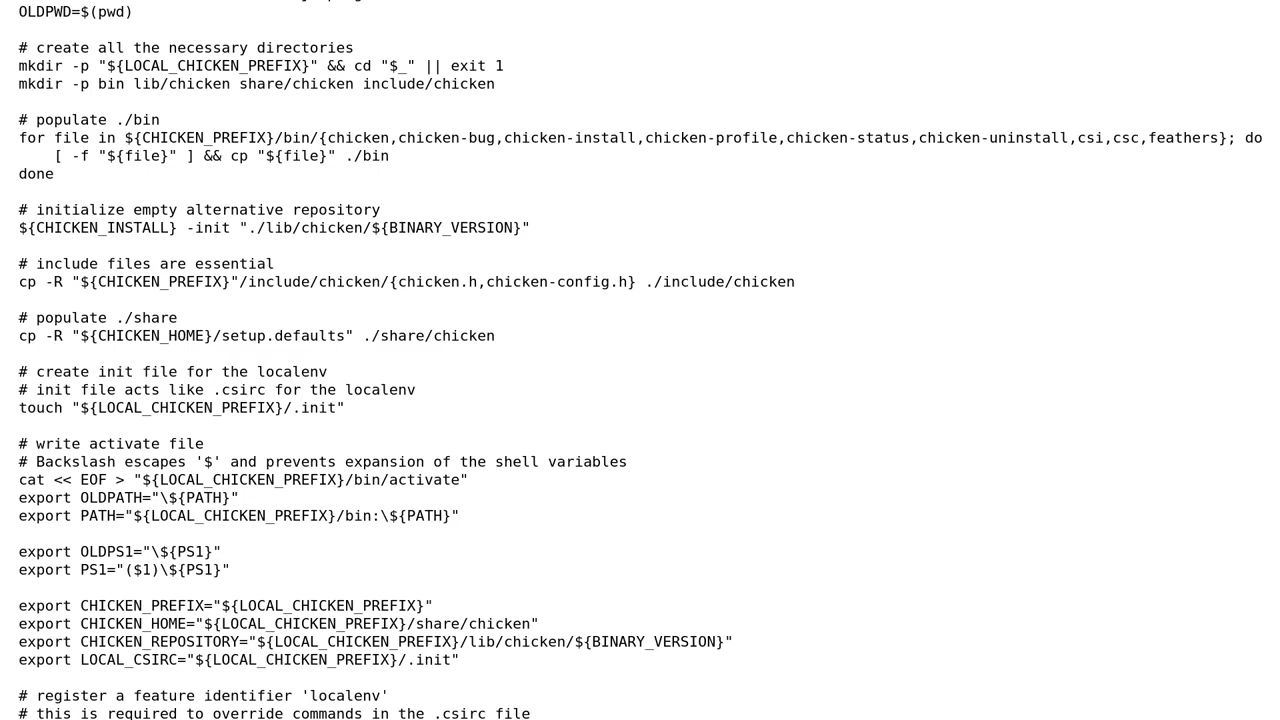 OLDPWD=$(pwd)
# create all the necessary directories
mkdir -p "${LOCAL_CHICKEN_PREFIX}" && cd "$_" || exit 1
mkdir -p bin lib/chicken share/chicken include/chicken
# populate ./bin
for file in ${CHICKEN_PREFIX}/bin/{chicken,chicken-bug,chicken-install,chicken-profile,chicken-status,chicken-uninstall,csi,csc,feathers}; do
    [ -f "${file}" ] && cp "${file}" ./bin
done
# initialize empty alternative repository
${CHICKEN_INSTALL} -init "./lib/chicken/${BINARY_VERSION}"
# include files are essential
cp -R "${CHICKEN_PREFIX}"/include/chicken/{chicken.h,chicken-config.h} ./include/chicken
# populate ./share
cp -R "${CHICKEN_HOME}/setup.defaults" ./share/chicken
# create init file for the localenv
# init file acts like .csirc for the localenv
touch "${LOCAL_CHICKEN_PREFIX}/.init"
# write activate file
# Backslash escapes '$' and prevents expansion of the shell variables
cat << EOF > "${LOCAL_CHICKEN_PREFIX}/bin/activate"
export OLDPATH="\${PATH}"
export PATH="${LOCAL_CHICKEN_PREFIX}/bin:\${PATH}"
export OLDPS1="\${PS1}"
export PS1="($1)\${PS1}"
export CHICKEN_PREFIX="${LOCAL_CHICKEN_PREFIX}"
export CHICKEN_HOME="${LOCAL_CHICKEN_PREFIX}/share/chicken"
export CHICKEN_REPOSITORY="${LOCAL_CHICKEN_PREFIX}/lib/chicken/${BINARY_VERSION}"
export LOCAL_CSIRC="${LOCAL_CHICKEN_PREFIX}/.init"
# register a feature identifier 'localenv'
# this is required to override commands in the .csirc file